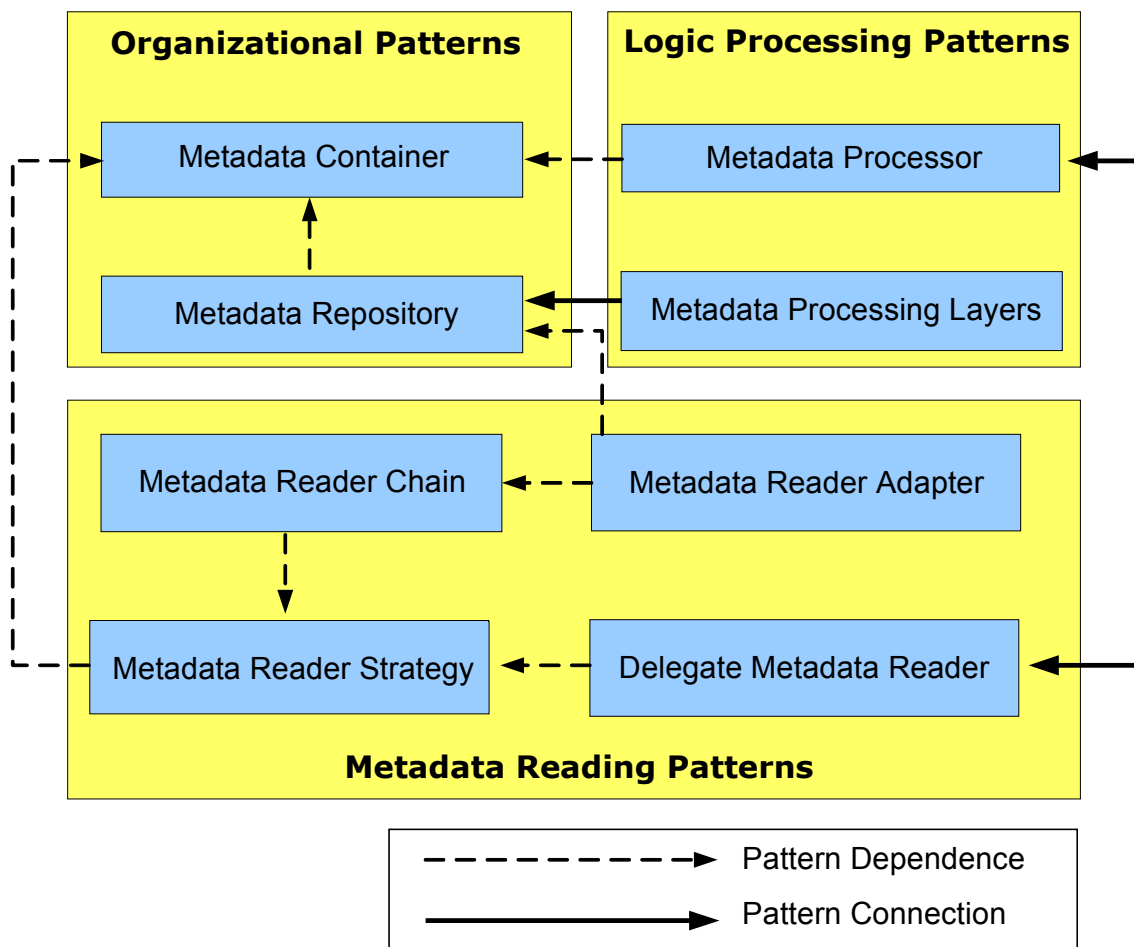 Organizational Patterns
Metadata Container
Metadata Repository
Logic Processing Patterns
Metadata Processor
Metadata Processing Layers
Metadata Reader Chain
Metadata Reader Adapter
Metadata Reader Strategy
Delegate Metadata Reader
Metadata Reading Patterns
Pattern Dependence
Pattern Connection